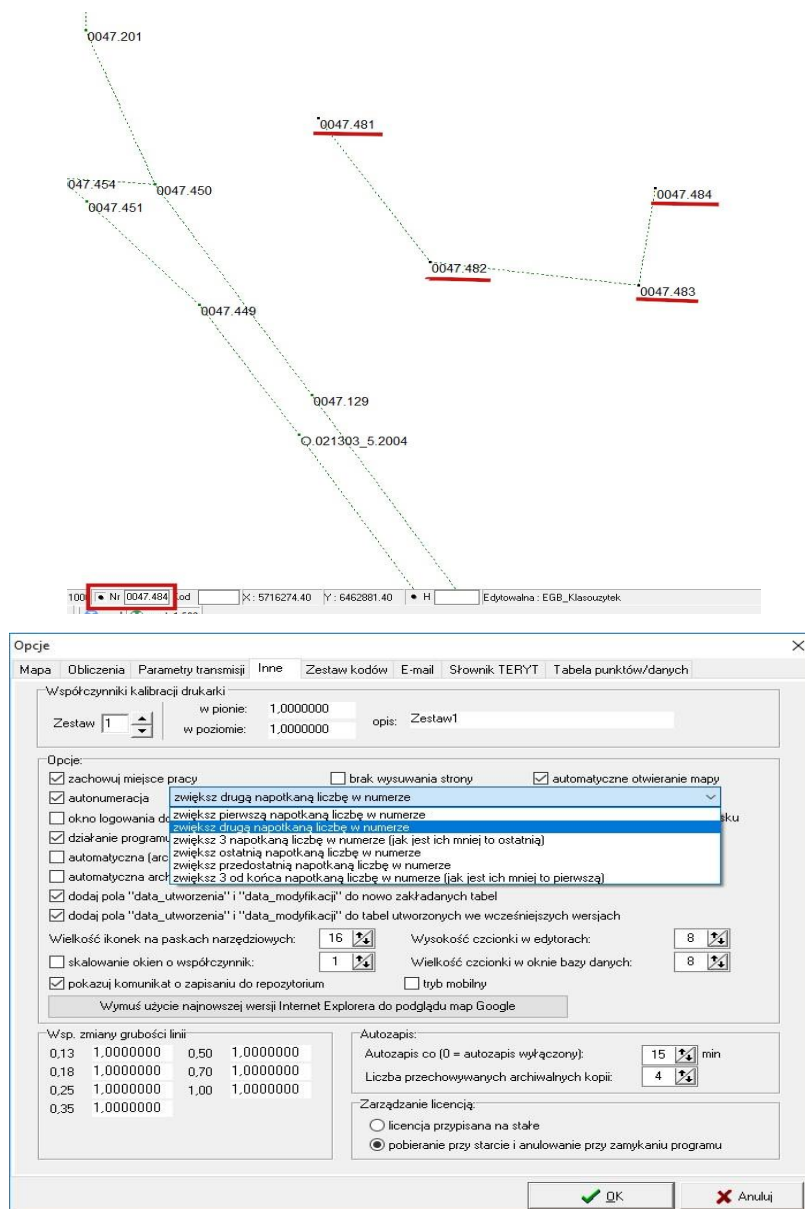 0047.201
0047.481
047.454
0047.450
0047.484
0047.451
0047.482
0047.483
0047.449
0047.129
O.021303_5.2004
100 Nr 0047.484 od X: 5716274.40 Y: 6462881.40 H Edytowalna : EGB_Klasouzytek
Opcje
Mapa Obliczenia Parametry transmisji Inne Zestaw kodów E-mail Słownik TERYT Tabela punktów/danych
Współczynniki kalibracji drukarki
Zestaw 1 w pionie: 1,0000000 opis: Zestaw1
w poziomie: 1,0000000
Opcje:
zachowuj miejsce pracy brak wysuwania strony automatyczne otwieranie mapy
autonumeracja zwiększ drugą napotkaną liczbę w numerze
okno logowania do zwiększ pierwszą napotkaną liczbę w numerze sku
zwiększ drugą napotkaną liczbę w numerze
działanie programu zwiększ 3 napotkaną liczbę w numerze (jak jest ich mniej to ostatnią)
zwiększ ostatnią napotkaną liczbę w numerze
automatyczna (arc zwiększ przedostatnią napotkaną liczbę w numerze
automatyczna arch zwiększ 3 od końca napotkaną liczbę w numerze (jak jest ich mniej to pierwszą)
dodaj pola "data_utworzenia" i "data_modyfikacji" do nowo zakładanych tabel
dodaj pola "data_utworzenia" i "data_modyfikacji" do tabel utworzonych we wcześniejszych wersjach
Wielkość ikonek na paskach narzędziowych: 16 Wysokość czcionki w edytorach: 8
skalowanie okien o współczynnik: 1 Wielkość czcionki w oknie bazy danych: 8
pokazuj komunikat o zapisaniu do repozytorium tryb mobilny
Wymuś użycie najnowszej wersji Internet Explorera do podglądu map Google
Wsp. zmiany grubości linii Autozapis:
0,13 1,0000000 0,50 1,0000000 Autozapis co (0 = autozapis wyłączony): 15 min
0,18 1,0000000 0,70 1,0000000 Liczba przechowywanych archiwalnych kopii: 4
0,25 1,0000000 1,00 1,0000000
0,35 1,0000000 Zarządzanie licencją:
licencja przypisana na stałe
pobieranie przy starcie i anulowanie przy zamykaniu programu
OK Anuluj